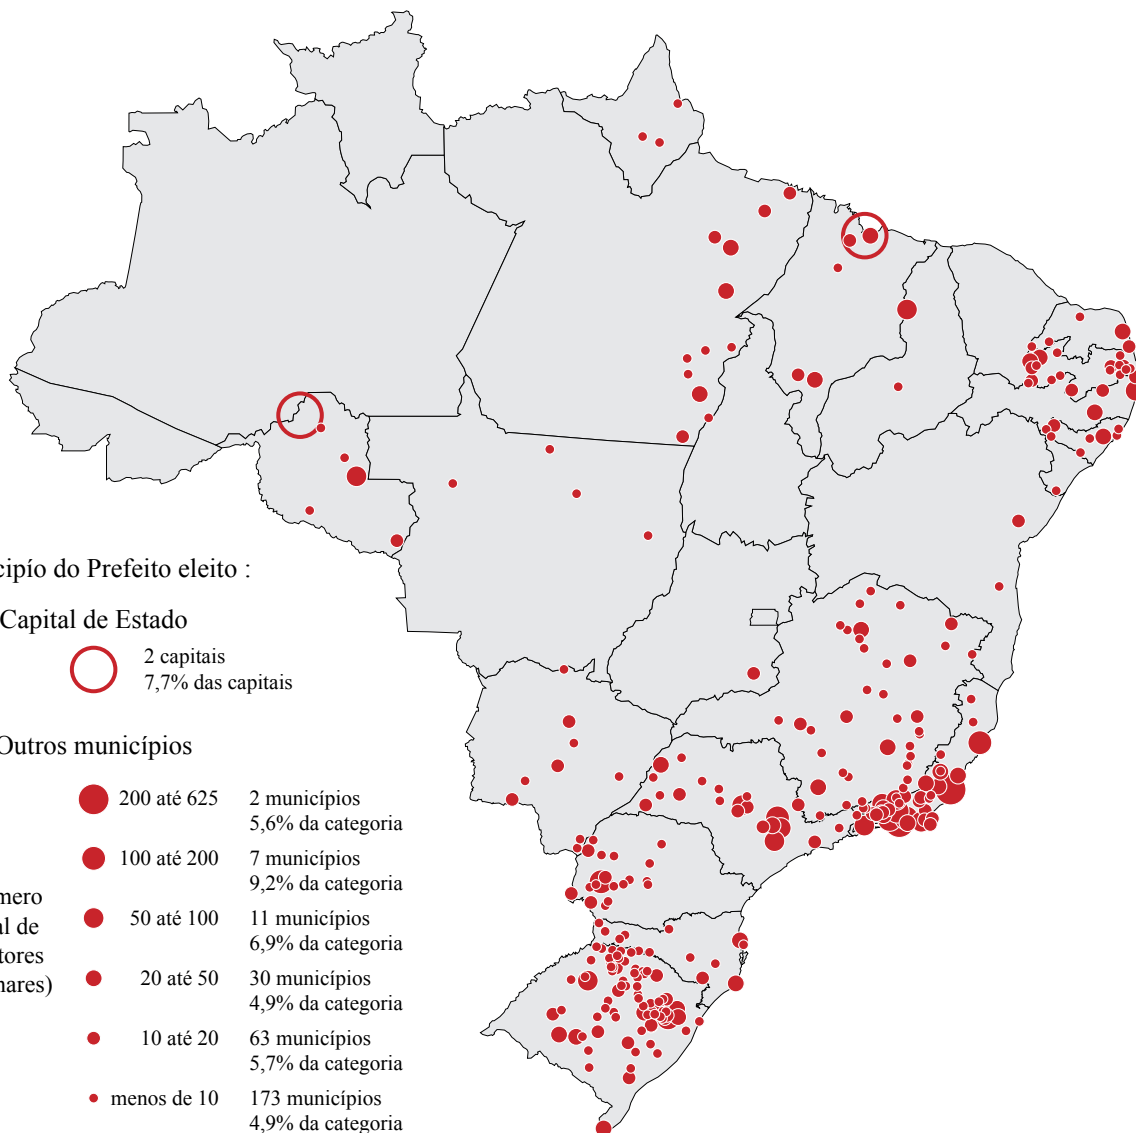 cipío do Prefeito eleito :
Capital de Estado
2 capitais
7,7% das capitais
Outros municípios
200 até 625 2 municípios
5,6% da categoria
100 até 200 7 municípios
9,2% da categoria
mero
al de
tores
nares)
50 até 100 11 municípios
6,9% da categoria
20 até 50 30 municípios
4,9% da categoria
10 até 20 63 municípios
5,7% da categoria
menos de 10 173 municípios
4,9% da categoria